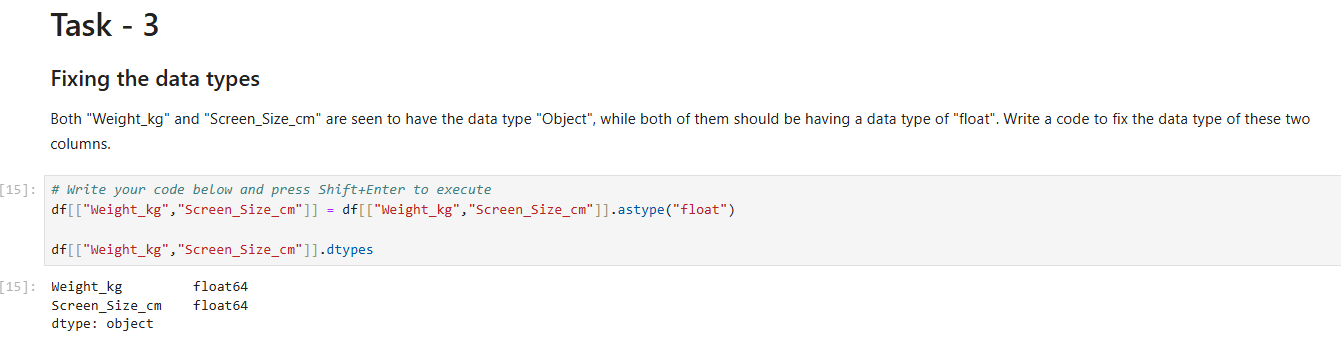 Task - 3
Fixing the data types
Both "Weight_kg" and "Screen_Size_cm" are seen to have the data type "Object", while both of them should be having a data type of "float". Write a code to fix the data type of these two
columns.
[15]: # Write your code below and press Shift+Enter to execute
df[["Weight_kg","Screen_Size_cm"]] = df[["Weight_kg","Screen_Size_cm"]].astype("float")
df[["Weight_kg","Screen_Size_cm"]].dtypes
[15]: Weight_kg float64
Screen_Size_cm float64
dtype: object